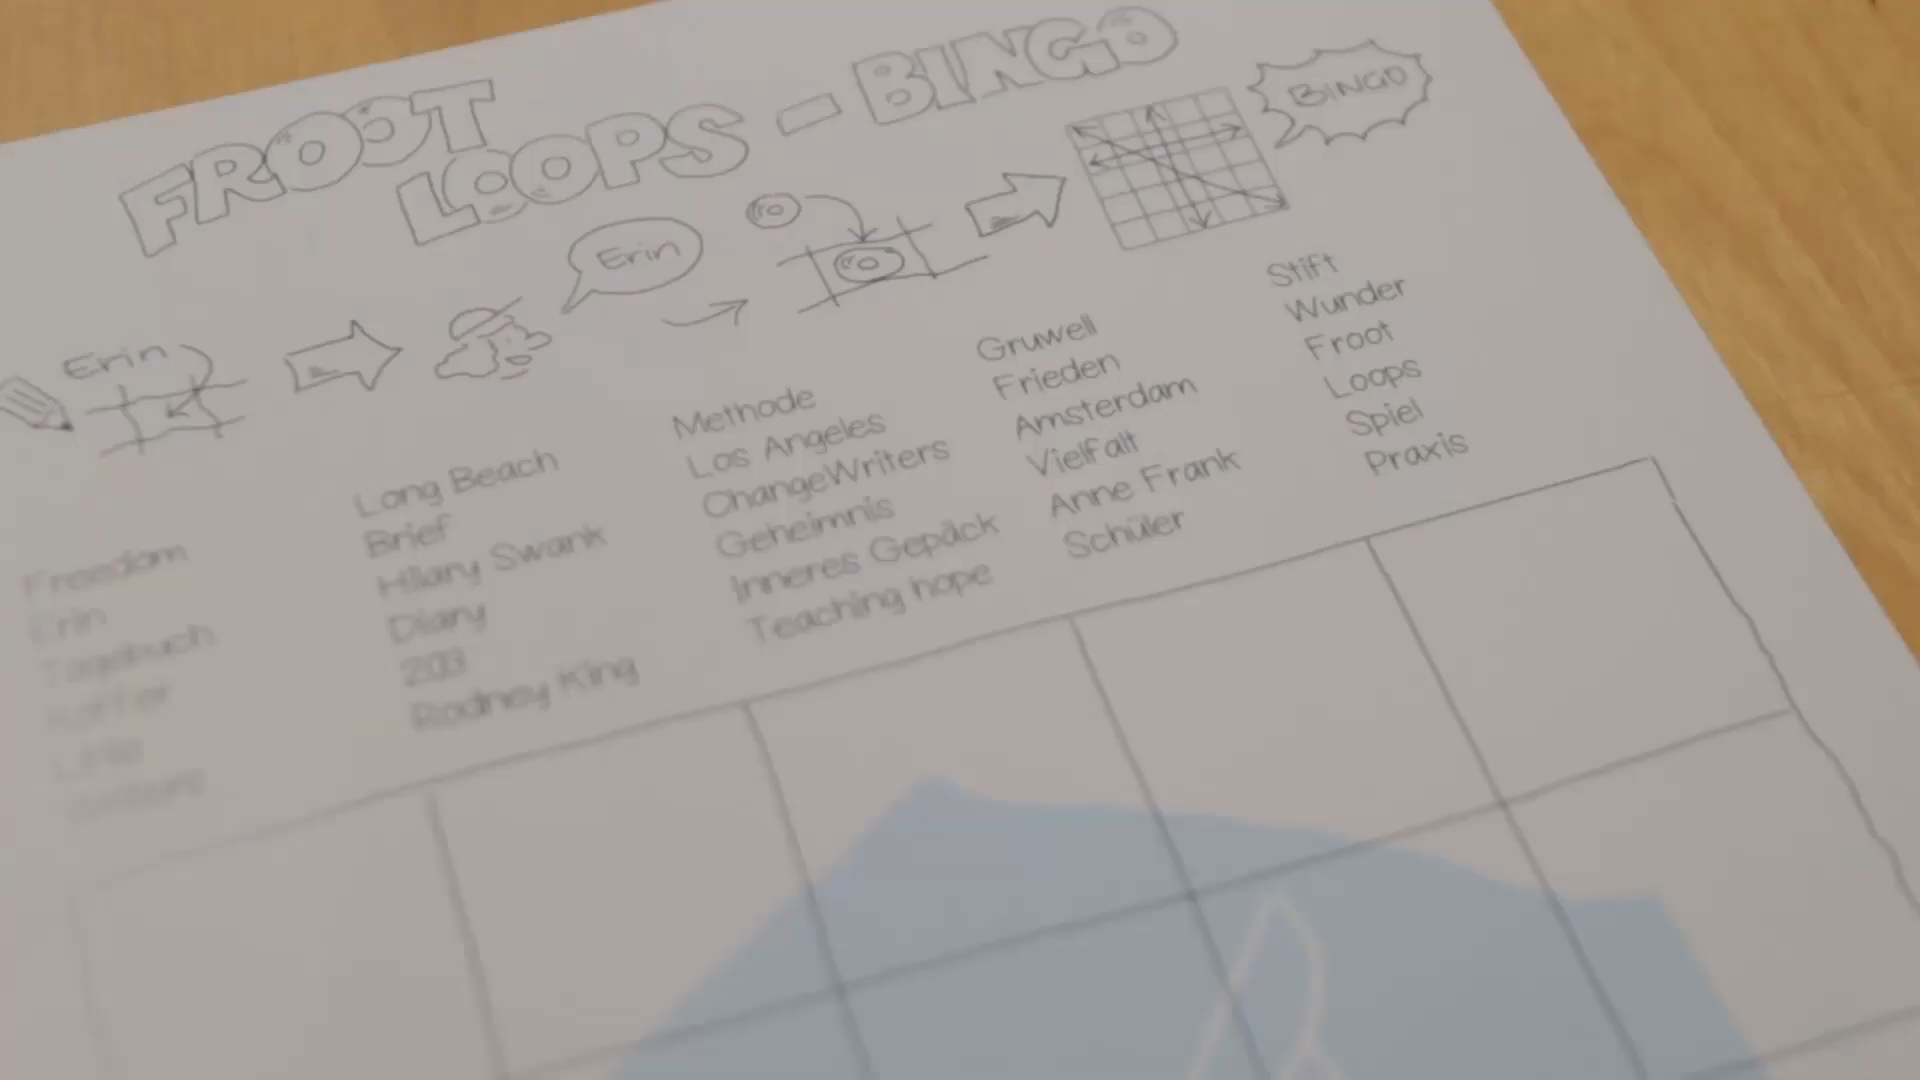 FROOT
LOOPS - BINGO
BINGO
Erin
Erin
Freedom
Erin
Tagebuch
Koffer
Long Beach
Brief
Hilary Swank
Diary
203
Rodney King
Methode
Los Angeles
ChangeWriters
Geheimnis
Inneres Gepäck
Teaching hope
Gruwell
Frieden
Amsterdam
Vielfalt
Anne Frank
Schüler
Stift
Wunder
Froot
Loops
Spiel
Praxis